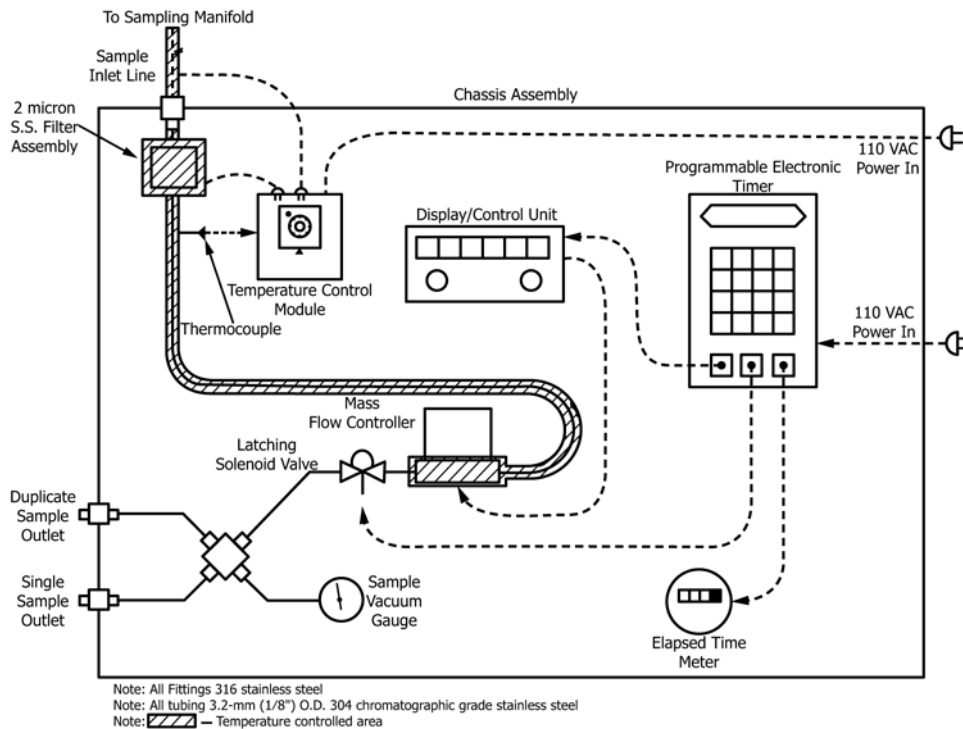 To Sampling Manifold
Sample
Inlet Line
2 micron
S.S. Filter
Assembly
Chassis Assembly
110 VAC
Power In
Programmable Electronic
Timer
Display/Control Unit
Temperature Control
Module
Thermocouple
110 VAC
Power In
Mass
Flow Controller
Latching
Solenoid Valve
Duplicate
Sample
Outlet
Single
Sample
Outlet
Sample
Vacuum
Gauge
Elapsed Time
Meter
Note: All Fittings 316 stainless steel
Note: All tubing 3.2-mm (1/8") O.D. 304 chromatographic grade stainless steel
Note: — Temperature controlled area